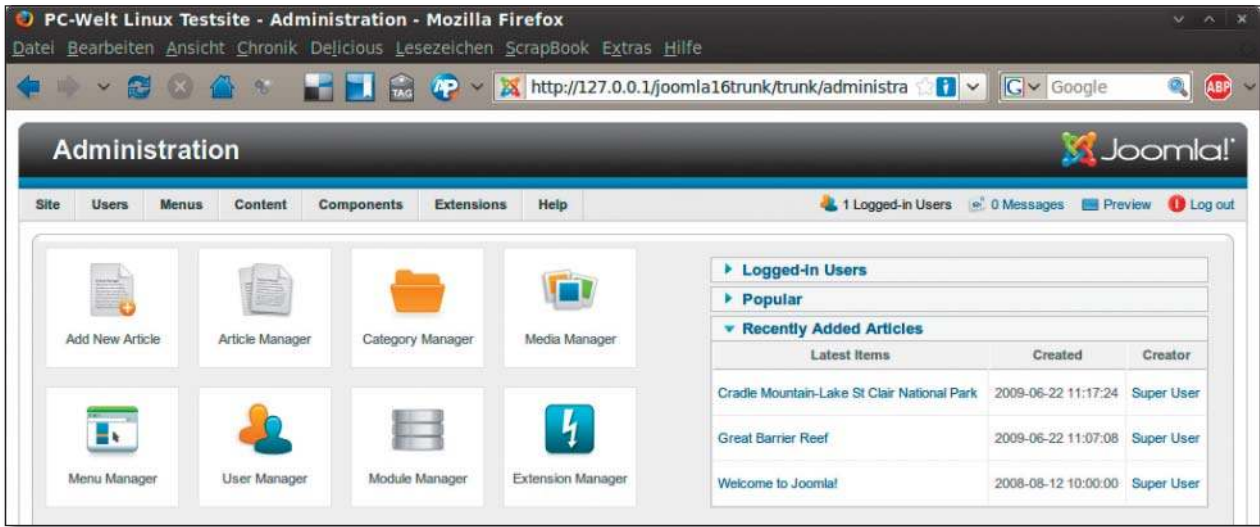 PC-Welt Linux Testsite - Administration - Mozilla Firefox
Datei Bearbeiten Ansicht Chronik Delicious Lesezeichen ScrapBook Extras Hilfe
TAG AP http://127.0.0.1/joomla16trunk/trunk/administra G Google ABP
Administration Joomla!
Site Users Menus Content Components Extensions Help 1 Logged-in Users 0 Messages Preview Log out
Add New Article Article Manager Category Manager Media Manager
Menu Manager User Manager Module Manager Extension Manager
Logged-in Users
Popular
Recently Added Articles
Latest Items Created Creator
Cradle Mountain-Lake St Clair National Park 2009-06-22 11:17:24 Super User
Great Barrier Reef 2009-06-22 11:07:08 Super User
Welcome to Joomla! 2008-08-12 10:00:00 Super User